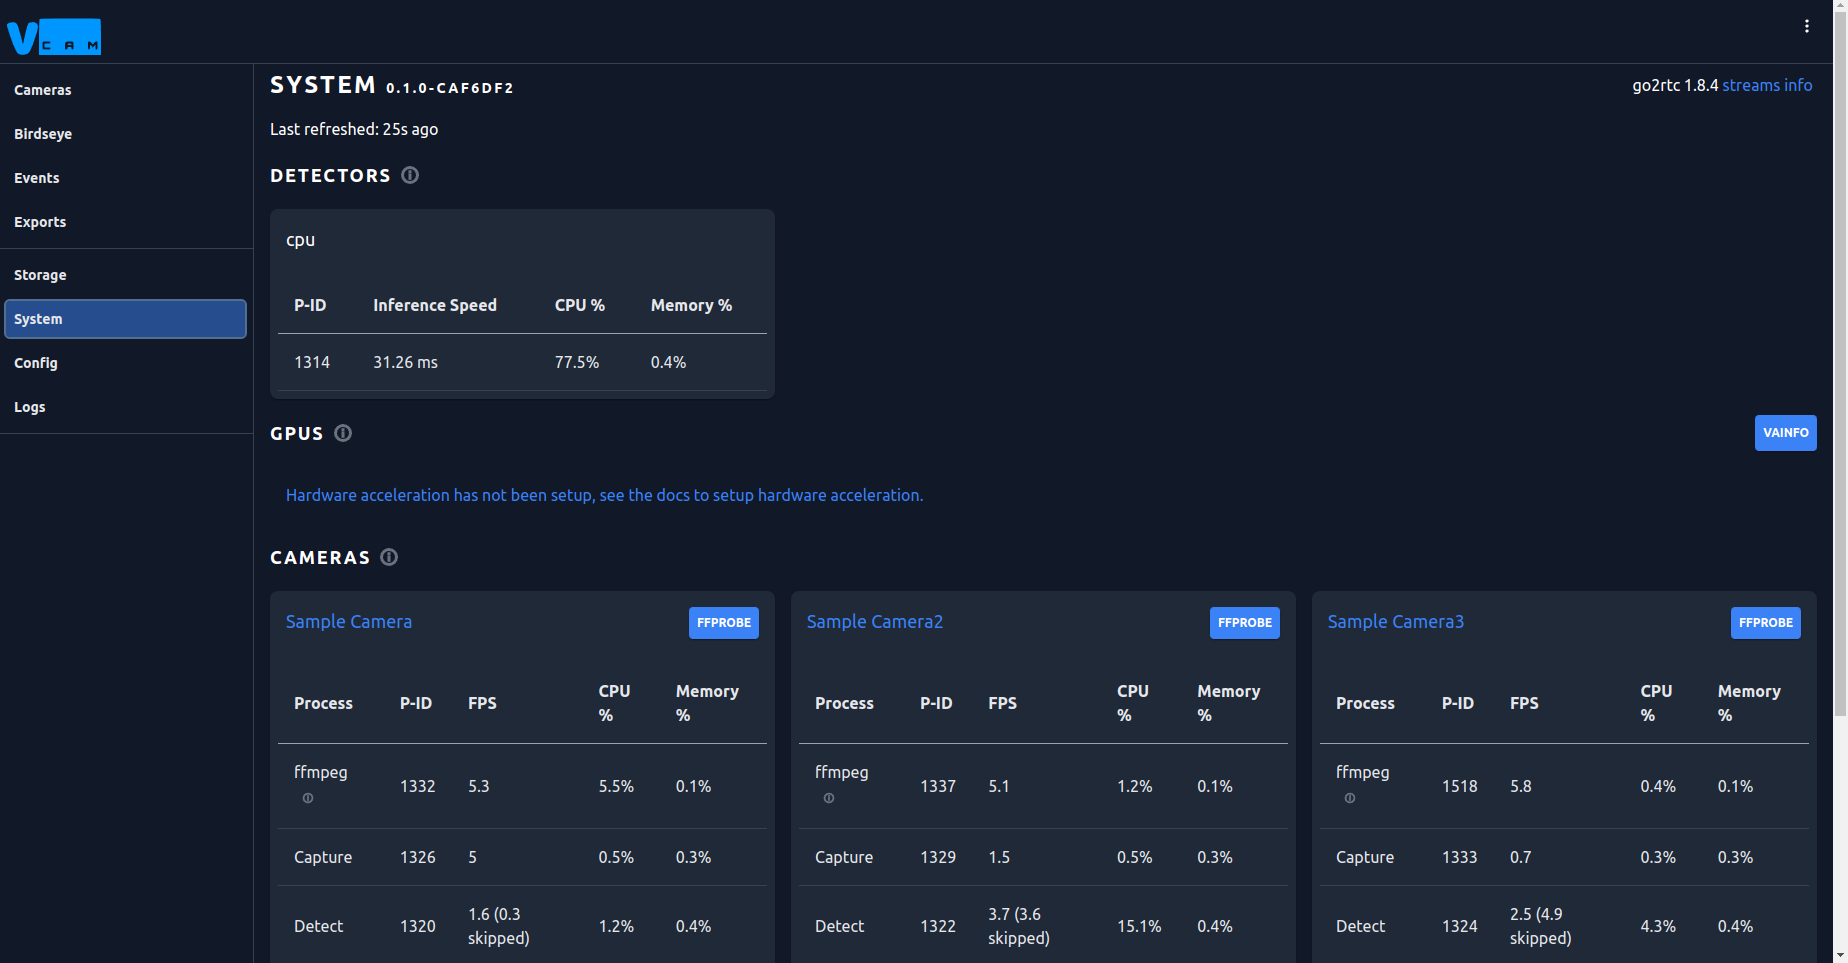 VCAM
Cameras
Birdseye
Events
Exports
Storage
System
Config
Logs
SYSTEM 0.1.0-CAF6DF2
go2rtc 1.8.4 streams info
Last refreshed: 25s ago
DETECTORS
cpu
P-ID Inference Speed CPU % Memory %
1314 31.26 ms 77.5% 0.4%
GPUS
VAINFO
Hardware acceleration has not been setup, see the docs to setup hardware acceleration.
CAMERAS
Sample Camera FFPROBE
Process P-ID FPS CPU % Memory %
ffmpeg 1332 5.3 5.5% 0.1%
Capture 1326 5 0.5% 0.3%
Detect 1320 1.6 (0.3 skipped) 1.2% 0.4%
Sample Camera2 FFPROBE
Process P-ID FPS CPU % Memory %
ffmpeg 1337 5.1 1.2% 0.1%
Capture 1329 1.5 0.5% 0.3%
Detect 1322 3.7 (3.6 skipped) 15.1% 0.4%
Sample Camera3 FFPROBE
Process P-ID FPS CPU % Memory %
ffmpeg 1518 5.8 0.4% 0.1%
Capture 1333 0.7 0.3% 0.3%
Detect 1324 2.5 (4.9 skipped) 4.3% 0.4%